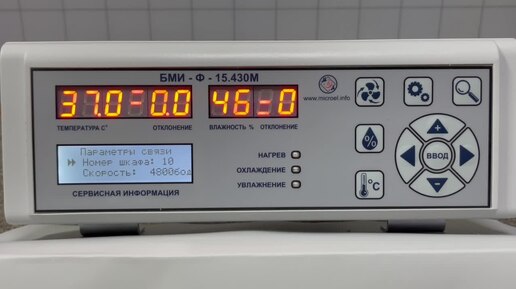 БМИ - Ф - 15.430М
37.0 = 0.0
46 = 0
www.microel.info
ТЕМПЕРАТУРА С° ОТКЛОНЕНИЕ
ВЛАЖНОСТЬ % ОТКЛОНЕНИЕ
Параметры связи
Номер шкафа: 10
Скорость: 4800бод
СЕРВИСНАЯ ИНФОРМАЦИЯ
НАГРЕВ
ОХЛАЖДЕНИЕ
УВЛАЖНЕНИЕ
%
°C
+
ВВОД
-